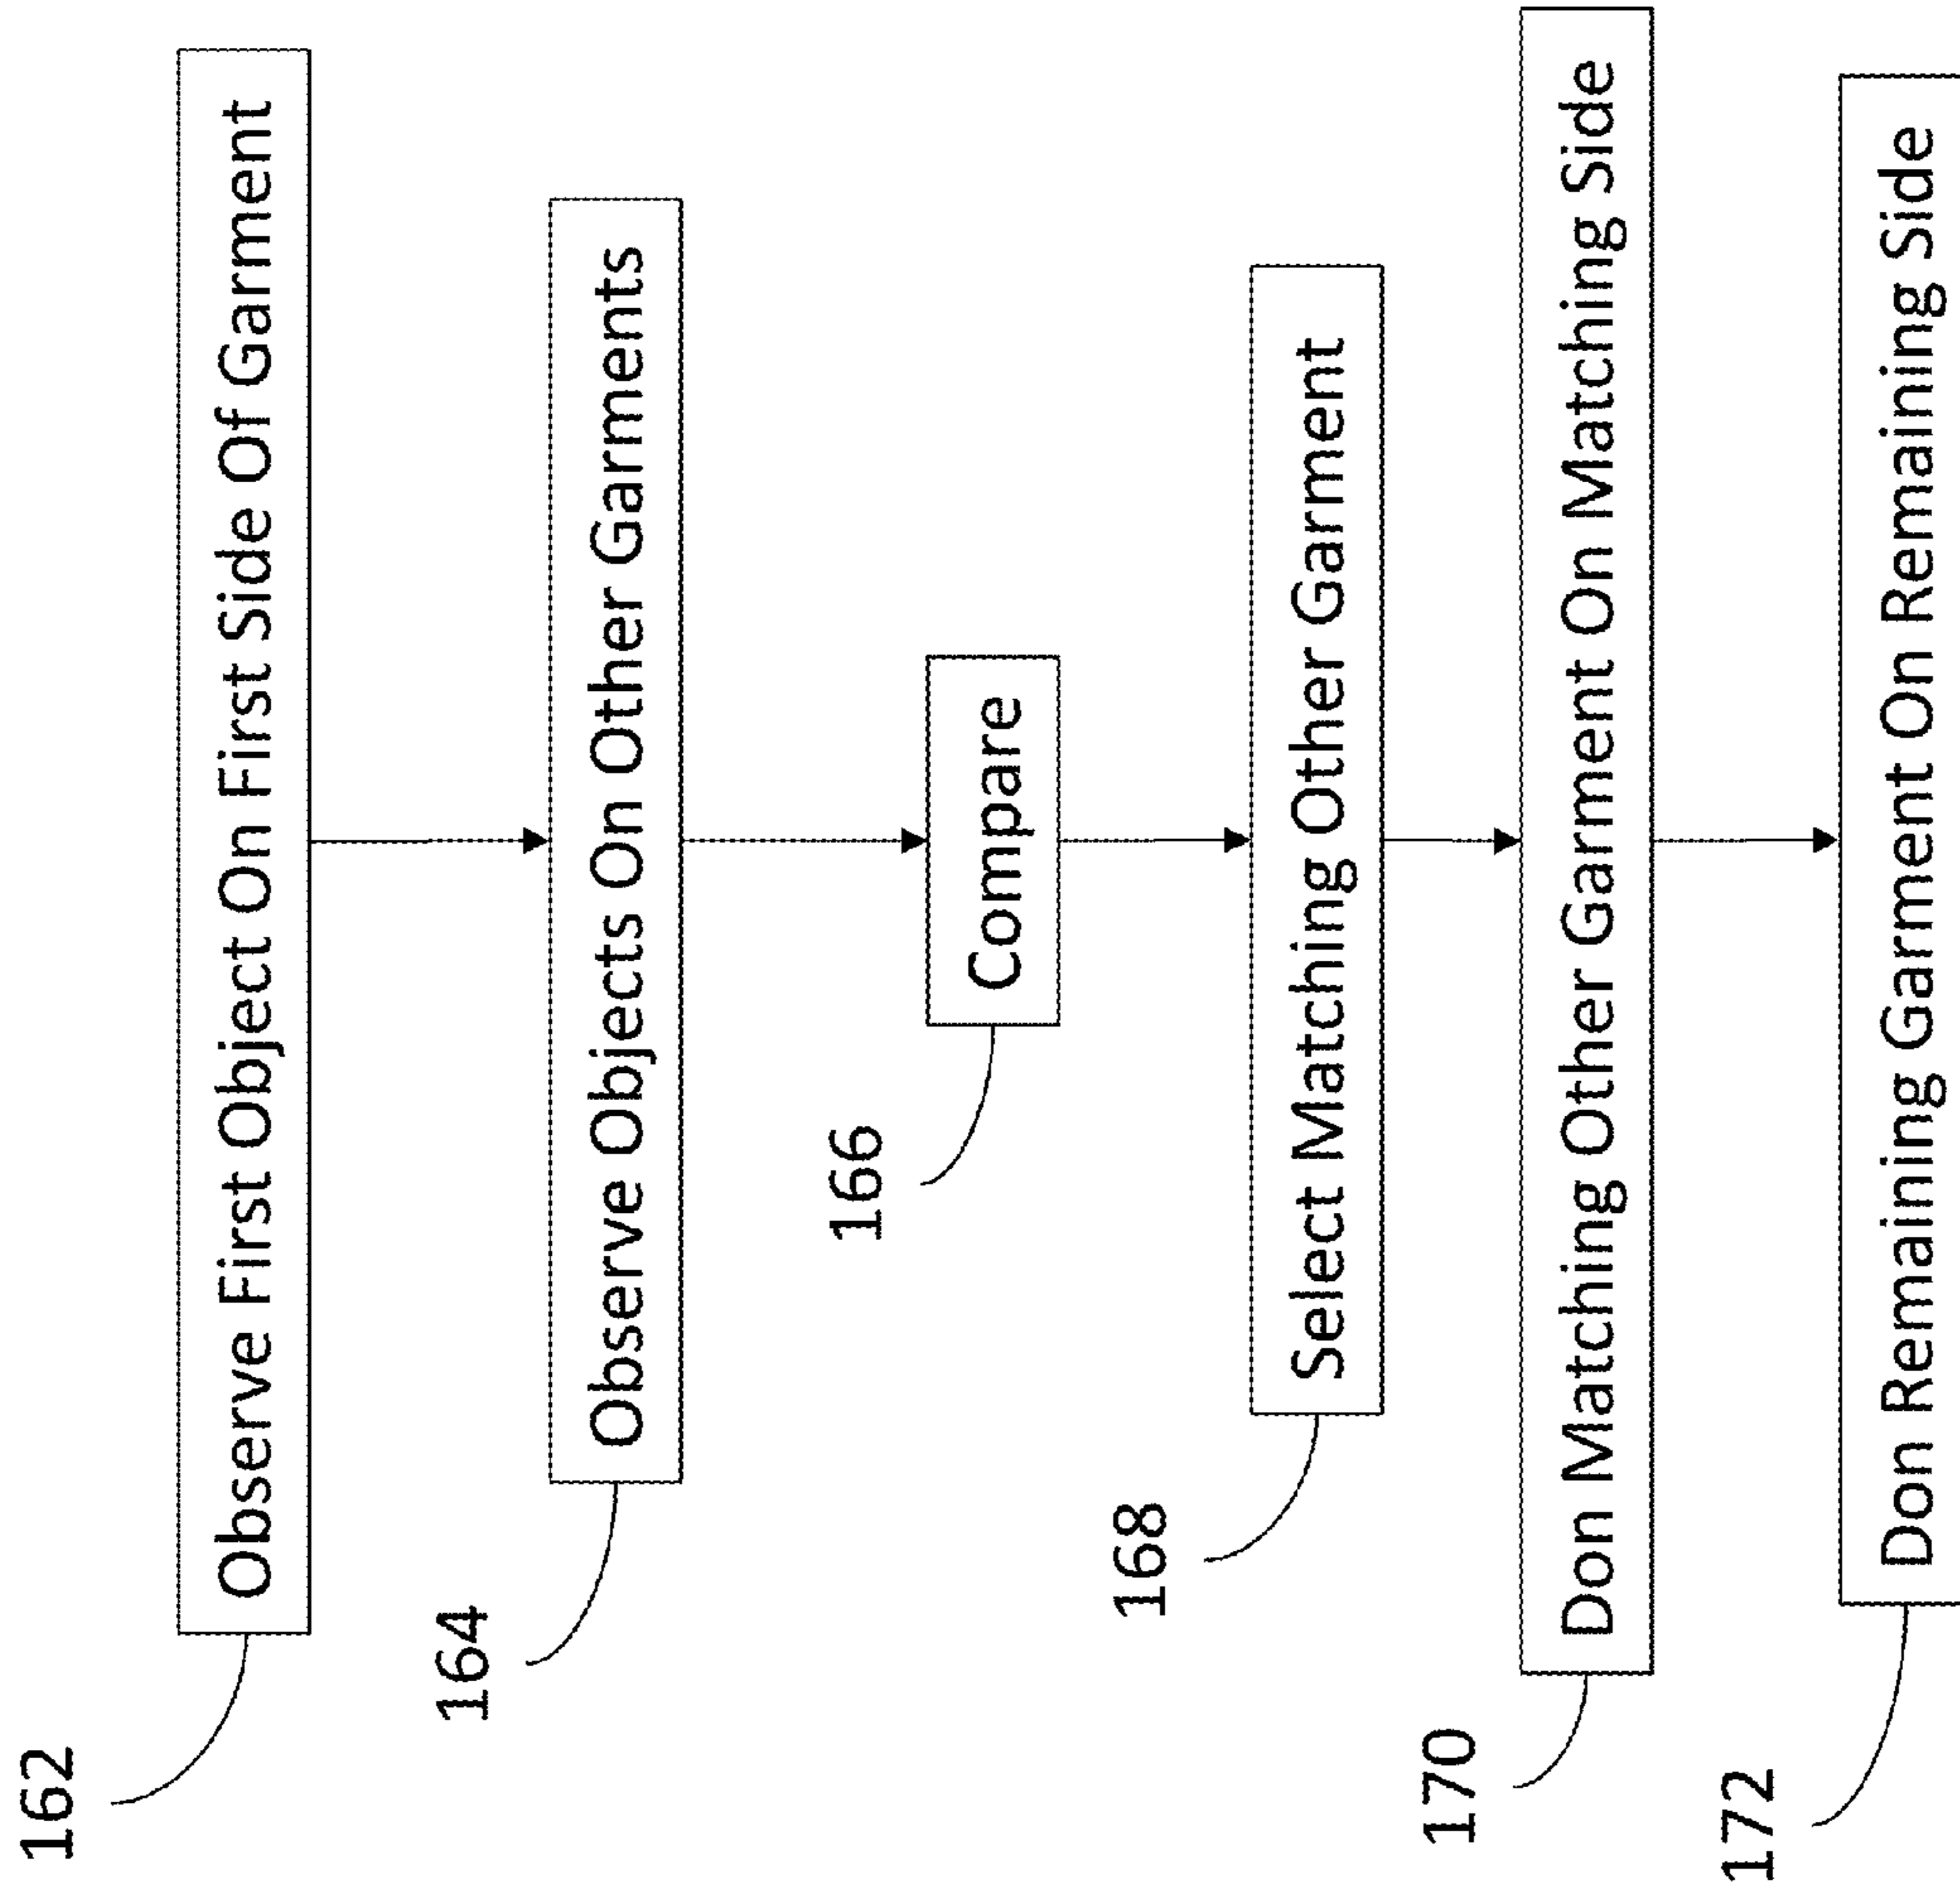 162
Observe First Object On First Side Of Garment
164
Observe Objects On Other Garments
166
Compare
168
Select Matching Other Garment
170
Don Matching Other Garment On Matching Side
172
Don Remaining Garment On Remaining Side